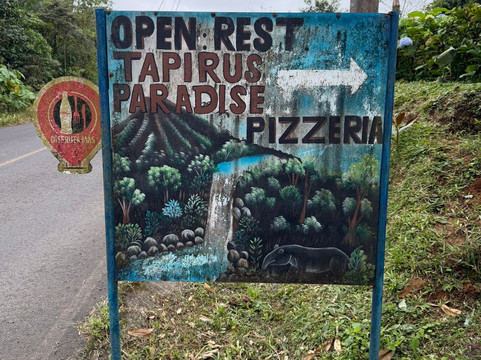 OPEN: REST
TAPIRUS
PARADISE
PIZZERIA